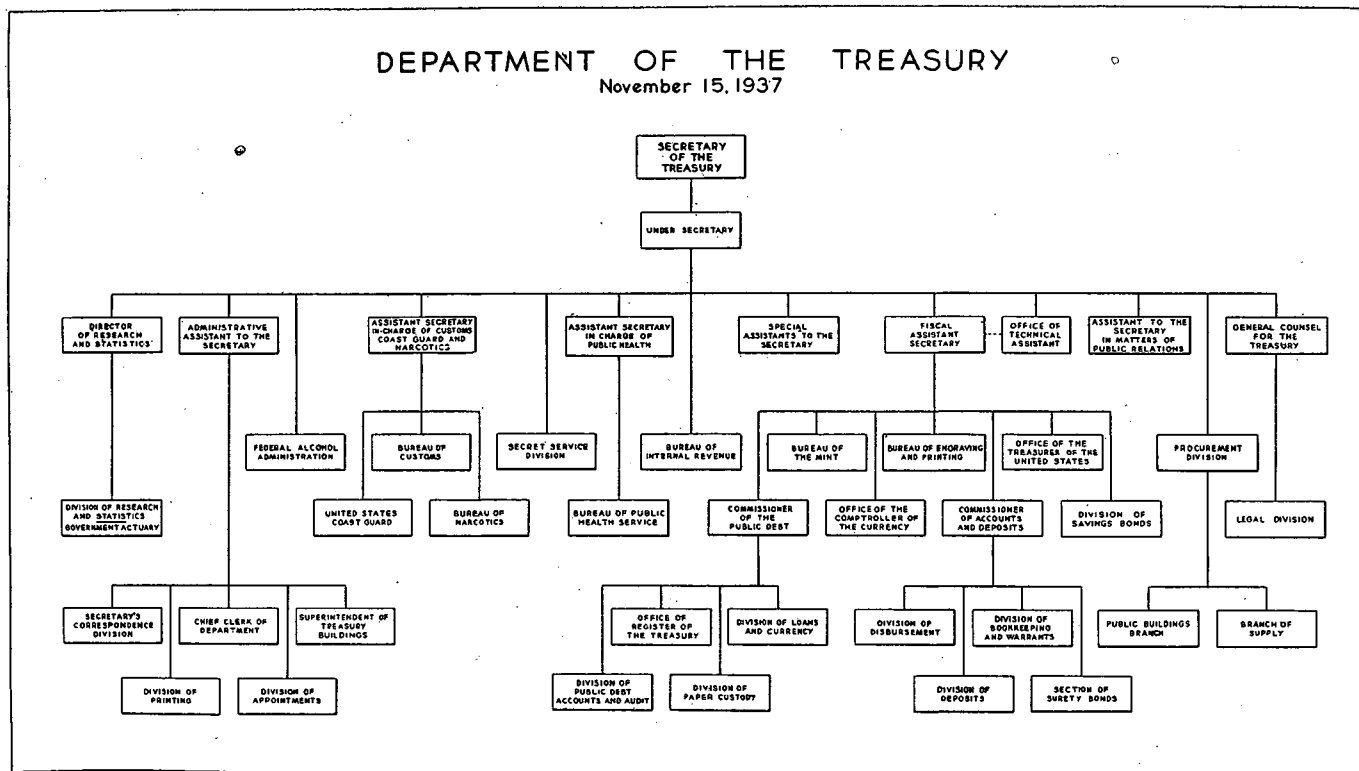 DEPARTMENT OF THE TREASURY
November 15, 1937
SECRETARY
OF THE
TREASURY
UNDER SECRETARY
DIRECTOR
OF RESEARCH
AND STATISTICS
ADMINISTRATIVE
ASSISTANT TO THE
SECRETARY
ASSISTANT SECRETARY
IN-CHARGE OF CUSTOMS
COAST GUARD AND
NARCOTICS
ASSISTANT SECRETARY
IN CHARGE OF
PUBLIC HEALTH
SPECIAL
ASSISTANTS TO THE
SECRETARY
FISCAL
ASSISTANT
SECRETARY
OFFICE OF
TECHNICAL
ASSISTANT
ASSISTANT TO THE
SECRETARY
IN MATTERS OF
PUBLIC RELATIONS
GENERAL COUNSEL
FOR THE
TREASURY
FEDERAL ALCOHOL
ADMINISTRATION
BUREAU OF
CUSTOMS
SECRET SERVICE
DIVISION
BUREAU OF
INTERNAL REVENUE
BUREAU OF
THE MINT
BUREAU OF ENGRAVING
AND PRINTING
OFFICE OF THE
TREASURER OF THE
UNITED STATES
PROCUREMENT
DIVISION
DIVISION OF RESEARCH
AND STATISTICS
GOVERNMENT ACTUARY
UNITED STATES
COAST GUARD
BUREAU OF
NARCOTICS
BUREAU OF PUBLIC
HEALTH SERVICE
COMMISSIONER
OF THE
PUBLIC DEBT
OFFICE OF THE
COMPTROLLER OF
THE CURRENCY
COMMISSIONER
OF ACCOUNTS
AND DEPOSITS
DIVISION OF
SAVINGS BONDS
LEGAL DIVISION
SECRETARY'S
CORRESPONDENCE
DIVISION
CHIEF CLERK OF
DEPARTMENT
SUPERINTENDENT OF
TREASURY
BUILDINGS
OFFICE OF
REGISTER OF
THE TREASURY
DIVISION OF LOANS
AND CURRENCY
DIVISION OF
DISBURSEMENT
DIVISION OF
BOOKKEEPING
AND WARRANTS
PUBLIC BUILDINGS
BRANCH
BRANCH OF
SUPPLY
DIVISION OF
PRINTING
DIVISION OF
APPOINTMENTS
DIVISION OF
PUBLIC DEBT
ACCOUNTS AND AUDIT
DIVISION OF
PAPER CUSTODY
DIVISION OF
DEPOSITS
SECTION OF
SURETY BONDS